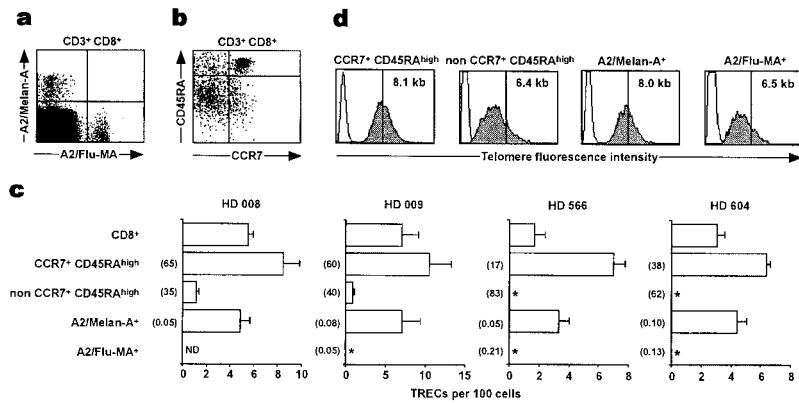 a
b
d
CD3+ CD8+
CD3+ CD8+
A2/Melan-A
A2/Flu-MA
CD45RA
CCR7
CCR7+ CD45RAhigh
non CCR7+ CD45RAhigh
A2/Melan-A+
A2/Flu-MA+
8.1 kb
6.4 kb
8.0 kb
6.5 kb
Telomere fluorescence intensity
c
HD 008
HD 009
HD 566
HD 604
CD8+
CCR7+ CD45RAhigh
(65)
(60)
(17)
(38)
non CCR7+ CD45RAhigh
(35)
(40)
(83)
*
(62)
*
A2/Melan-A+
(0.05)
(0.08)
(0.05)
(0.10)
A2/Flu-MA+
ND
(0.05)
*
(0.21)
*
(0.13)
*
0 2 4 6 8 10
0 5 10 15
0 2 4 6 8
0 2 4 6 8
TRECs per 100 cells